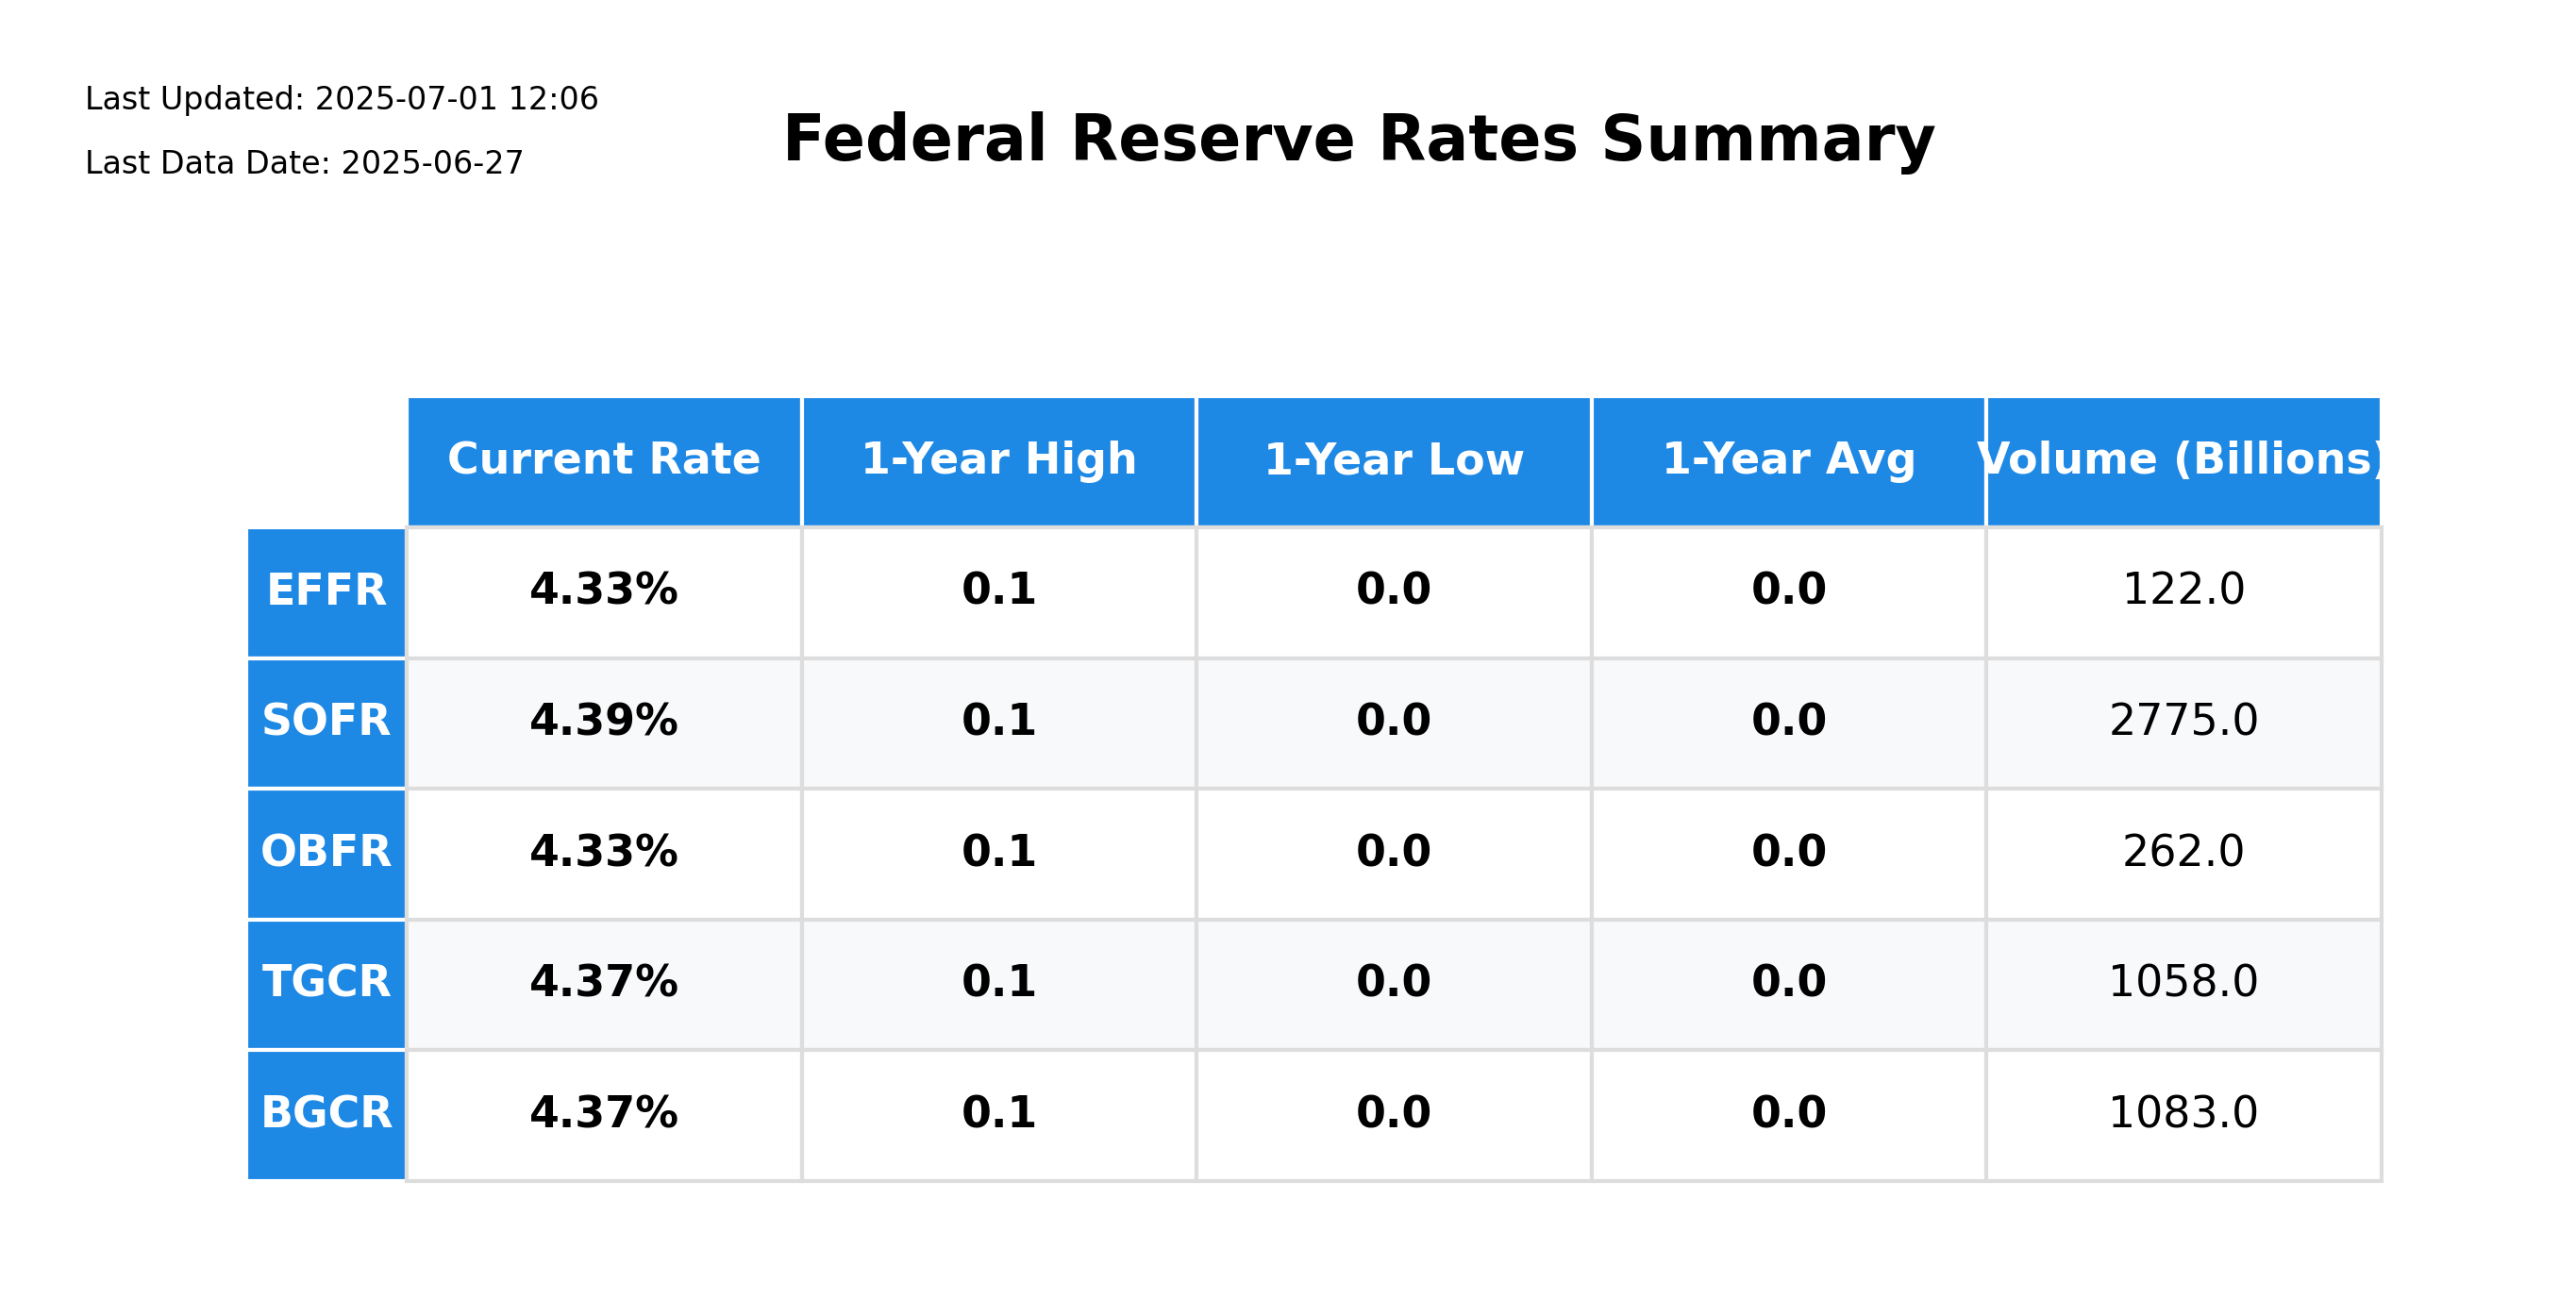 Last Updated: 2025-07-01 12:06
Last Data Date: 2025-06-27
Federal Reserve Rates Summary
Current Rate 1-Year High 1-Year Low 1-Year Avg Volume (Billions)
EFFR 4.33% 0.1 0.0 0.0 122.0
SOFR 4.39% 0.1 0.0 0.0 2775.0
OBFR 4.33% 0.1 0.0 0.0 262.0
TGCR 4.37% 0.1 0.0 0.0 1058.0
BGCR 4.37% 0.1 0.0 0.0 1083.0